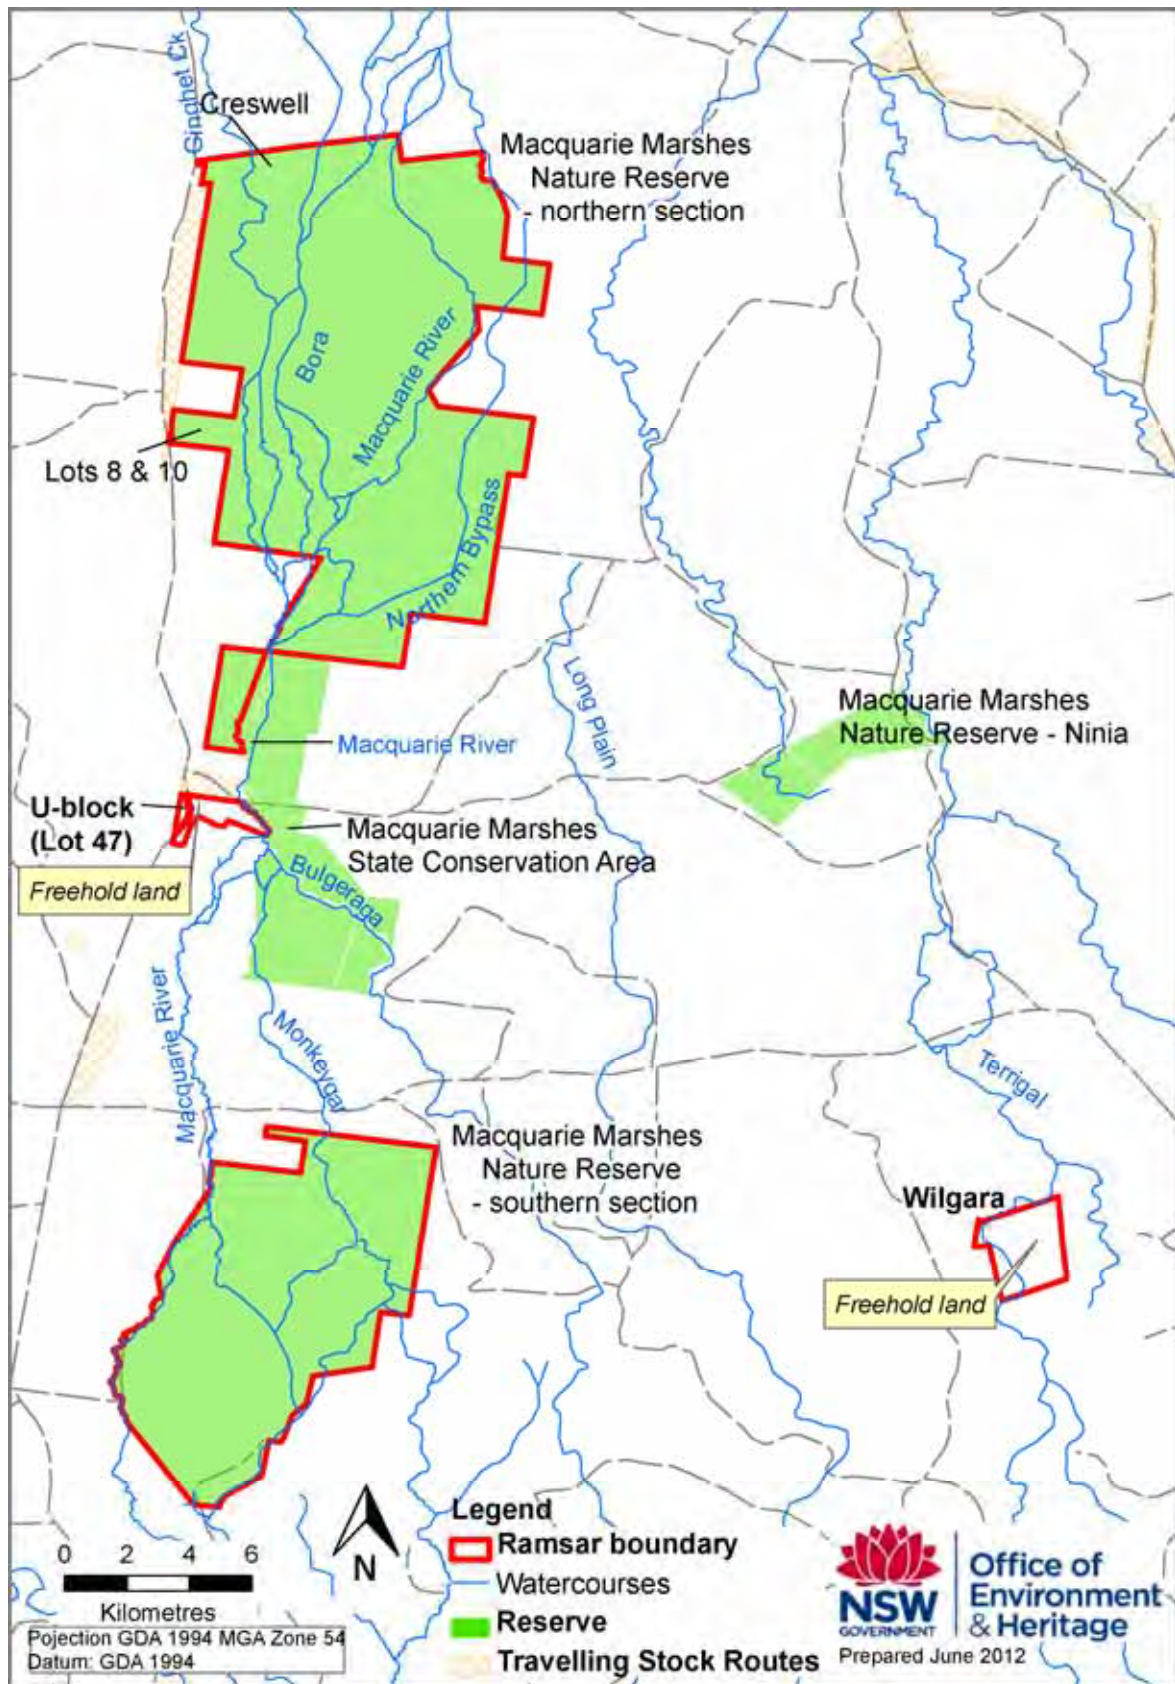 Ginghet Ck
Creswell
Macquarie Marshes
Nature Reserve
- northern section
Bora
Macquarie River
Lots 8 & 10
Northern Bypass
Long Plain
Macquarie Marshes
Nature Reserve - Ninia
Macquarie River
U-block
(Lot 47)
Freehold land
Macquarie Marshes
State Conservation Area
Bulgeraga
Macquarie River
Monkeygar
Terrigal
Macquarie Marshes
Nature Reserve
- southern section
Wilgara
Freehold land
Legend
Ramsar boundary
Watercourses
Reserve
Travelling Stock Routes
0 2 4 6
Kilometres
N
Pojection GDA 1994 MGA Zone 54
Datum: GDA 1994
NSW
GOVERNMENT
Office of
Environment
& Heritage
Prepared June 2012